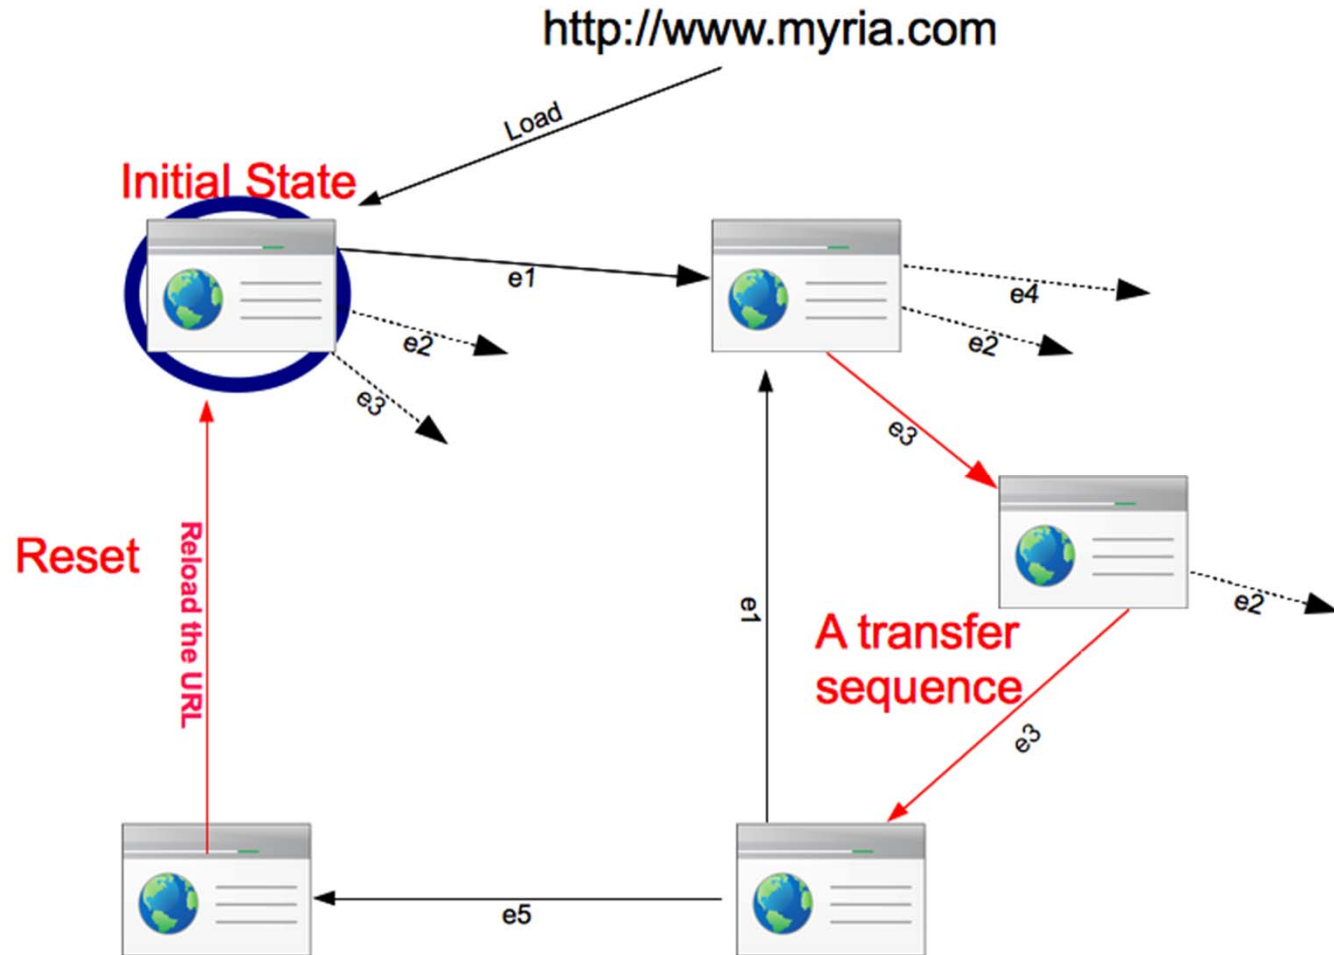 http://www.myria.com
Load
Initial State
e1
e4
e2
e2
e3
e3
Reset
Reload the URL
e2
e1
A transfer
sequence
e3
e5